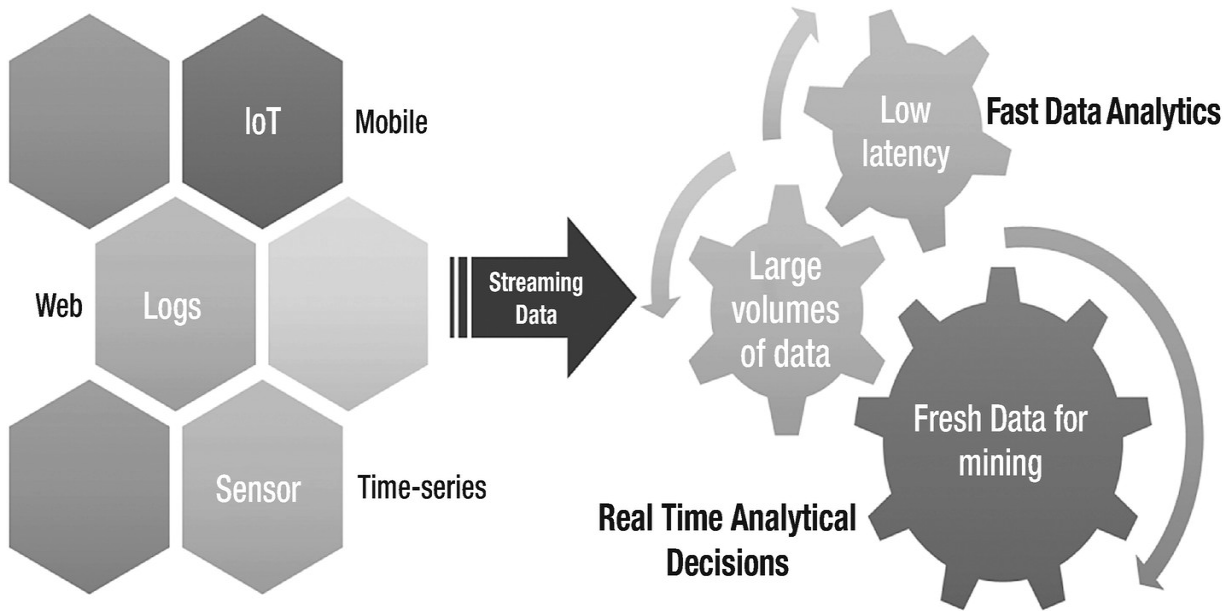 IoT
Mobile
Web
Logs
Sensor
Time-series
Streaming
Data
Low
latency
Fast Data Analytics
Large
volumes
of data
Fresh Data for
mining
Real Time Analytical
Decisions